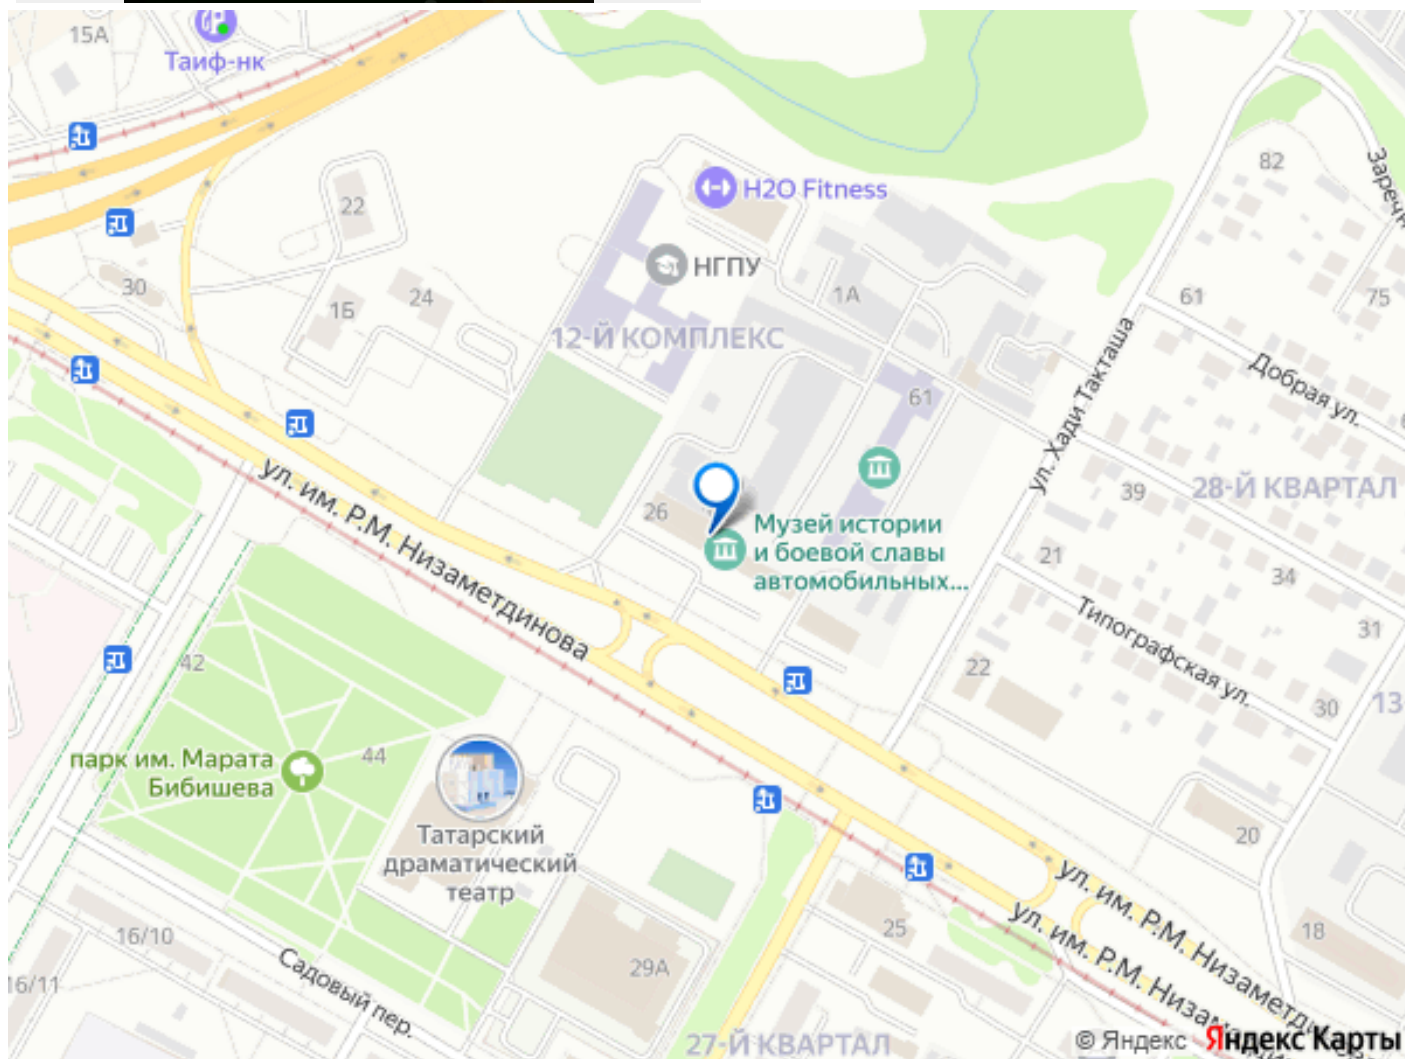 15А
Таиф-нк
22
30
1Б
24
H2O Fitness
НГПУ
1А
12-Й КОМПЛЕКС
61
26
Музей истории
и боевой славы
автомобильных...
82
Заречн
61
75
ул. Хади Такташа
Добрая ул.
39
28-Й КВАРТАЛ
21
34
Типографская ул.
31
22
30
13-
20
18
ул. им. Р.М. Низаметдинова
42
44
парк им. Марата
Бибишева
Татарский
драматический
театр
16/10
16/11
Садовый пер.
29А
25
27-Й КВАРТАЛ
ул. им. Р.М. Низаметди
ул. им. Р.М. Низам
© Яндекс Яндекс Карты